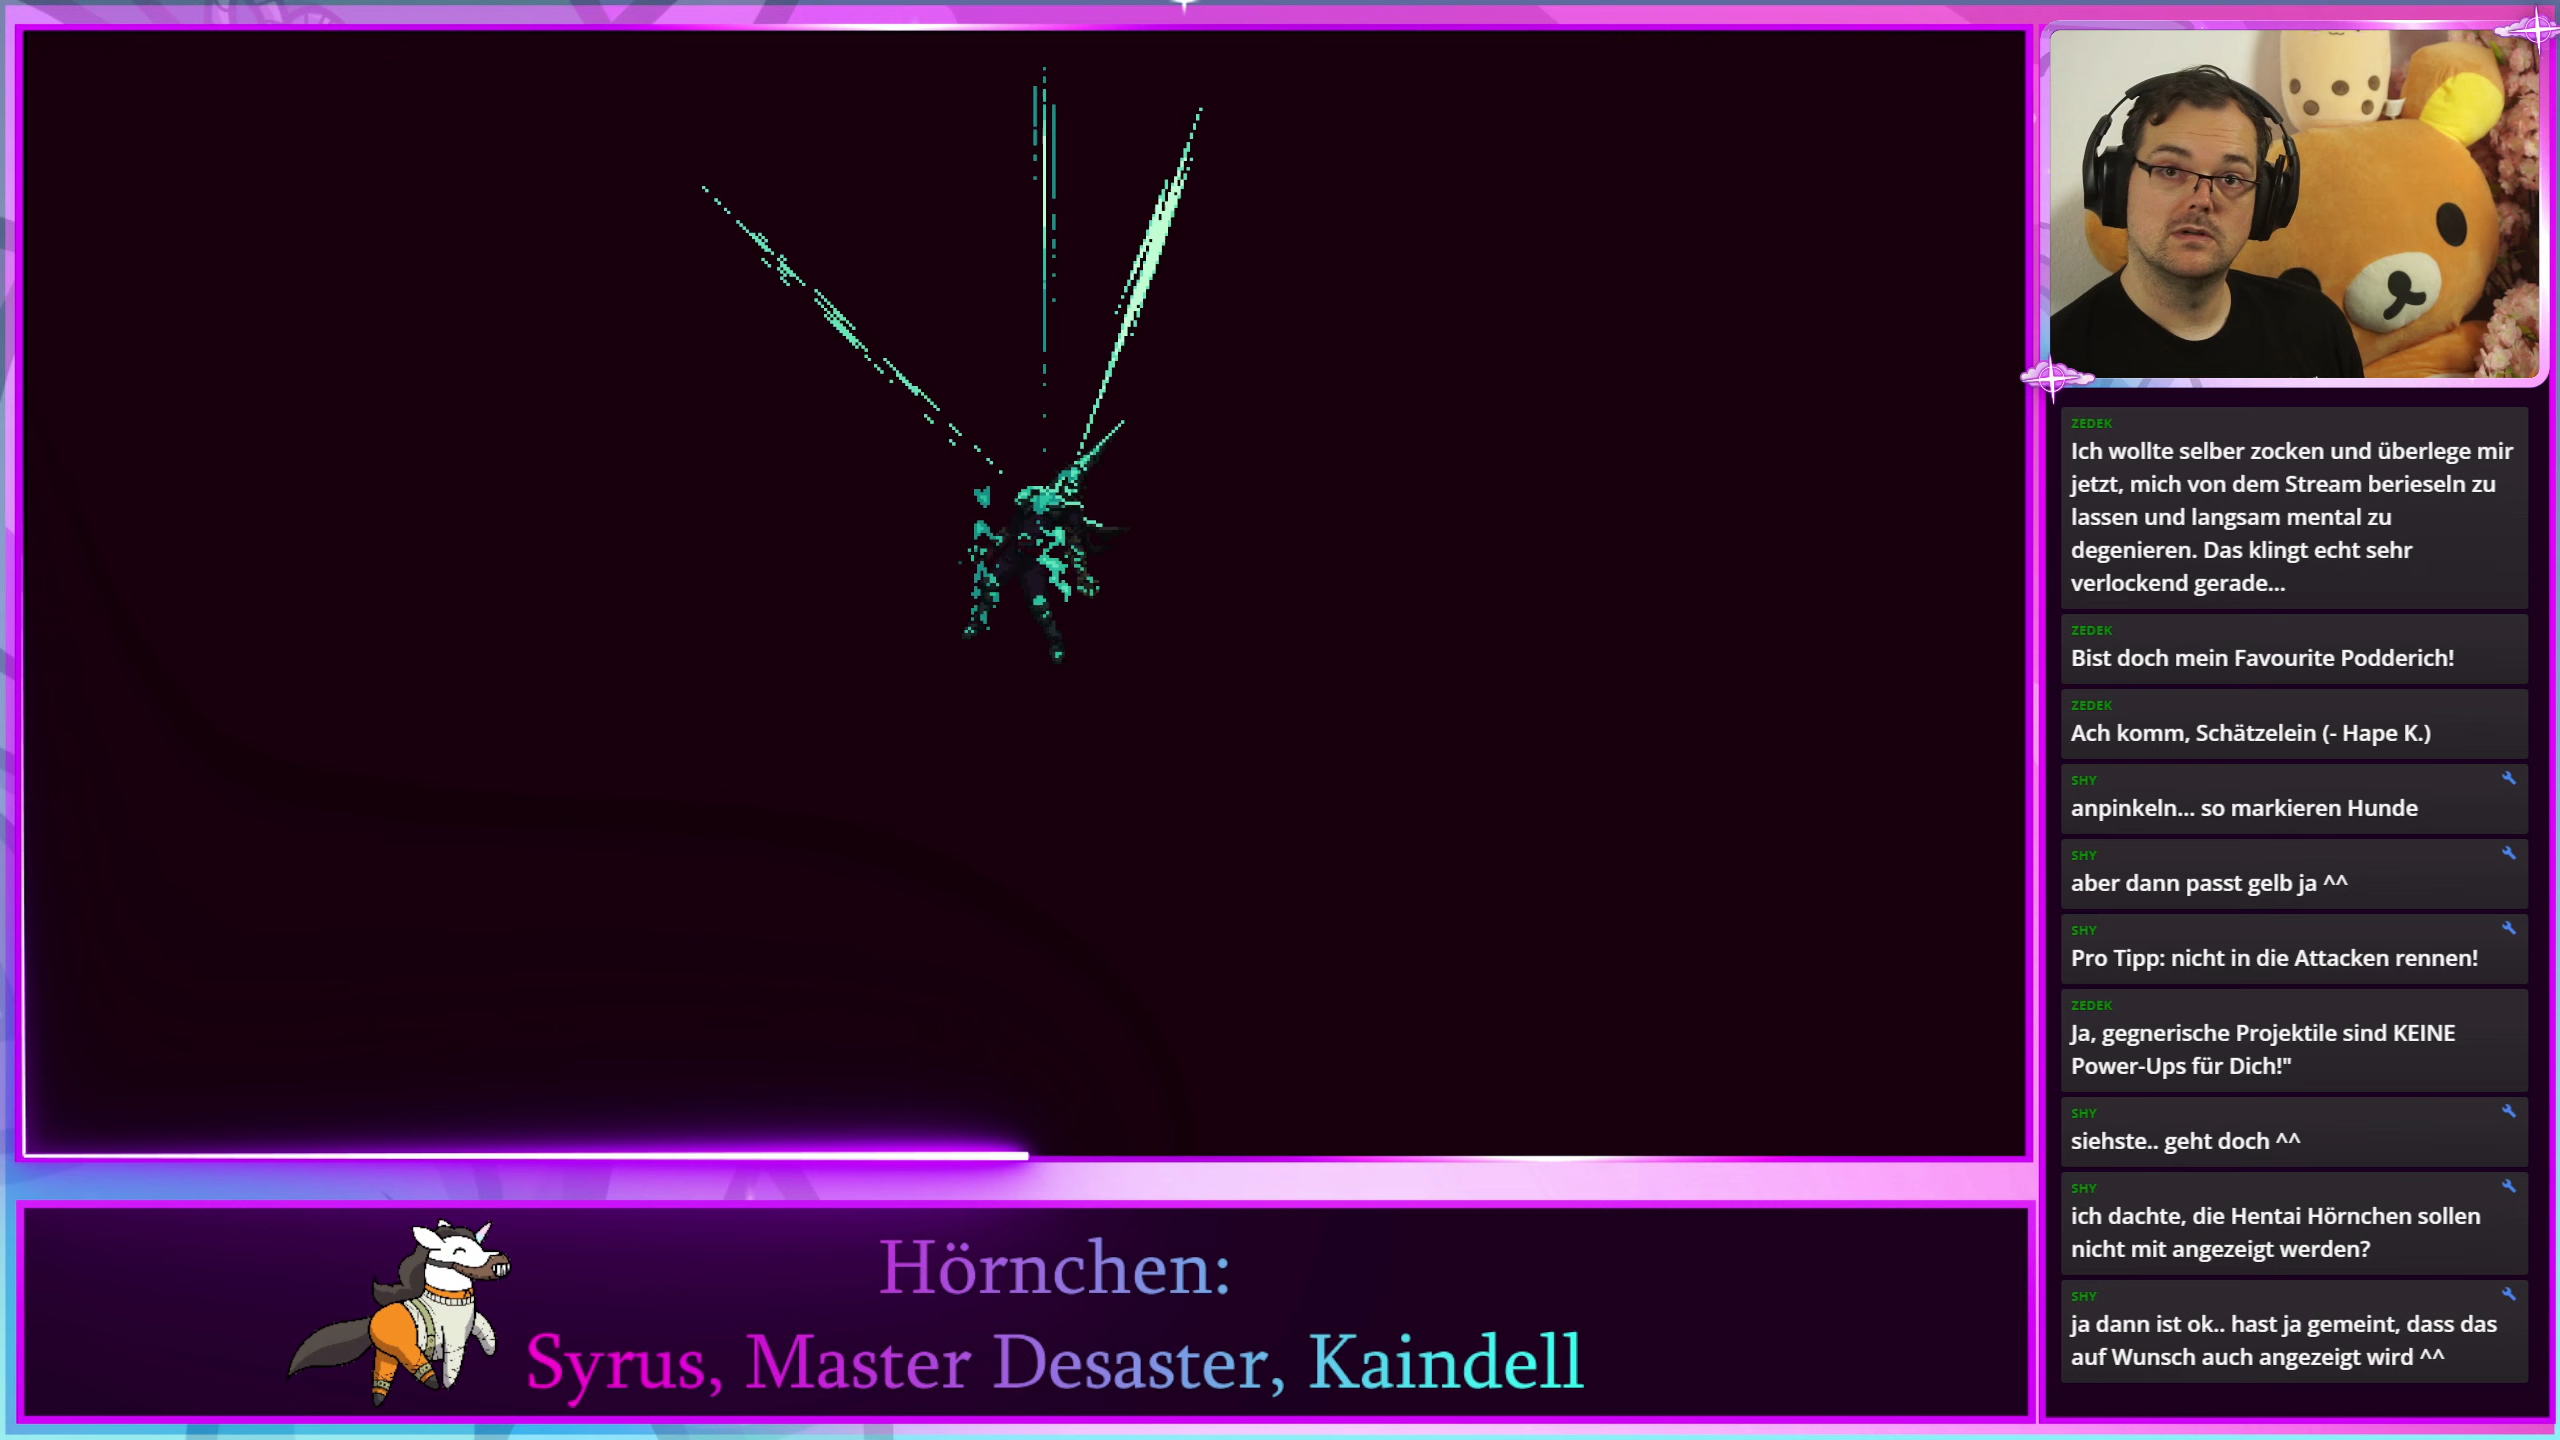 ZEDEK
Ich wollte selber zocken und überlege mir
jetzt, mich von dem Stream berieseln zu
lassen und langsam mental zu
degenieren. Das klingt echt sehr
verlockend gerade...
ZEDEK
Bist doch mein Favourite Podderich!
ZEDEK
Ach komm, Schätzelein (- Hape K.)
SHY
anpinkeln... so markieren Hunde
SHY
aber dann passt gelb ja ^^
SHY
Pro Tipp: nicht in die Attacken rennen!
ZEDEK
Ja, gegnerische Projektile sind KEINE
Power-Ups für Dich!"
SHY
siehste.. geht doch ^^
SHY
ich dachte, die Hentai Hörnchen sollen
nicht mit angezeigt werden?
SHY
ja dann ist ok.. hast ja gemeint, dass das
auf Wunsch auch angezeigt wird ^^
Hörnchen:
Syrus, Master Desaster, Kaindell